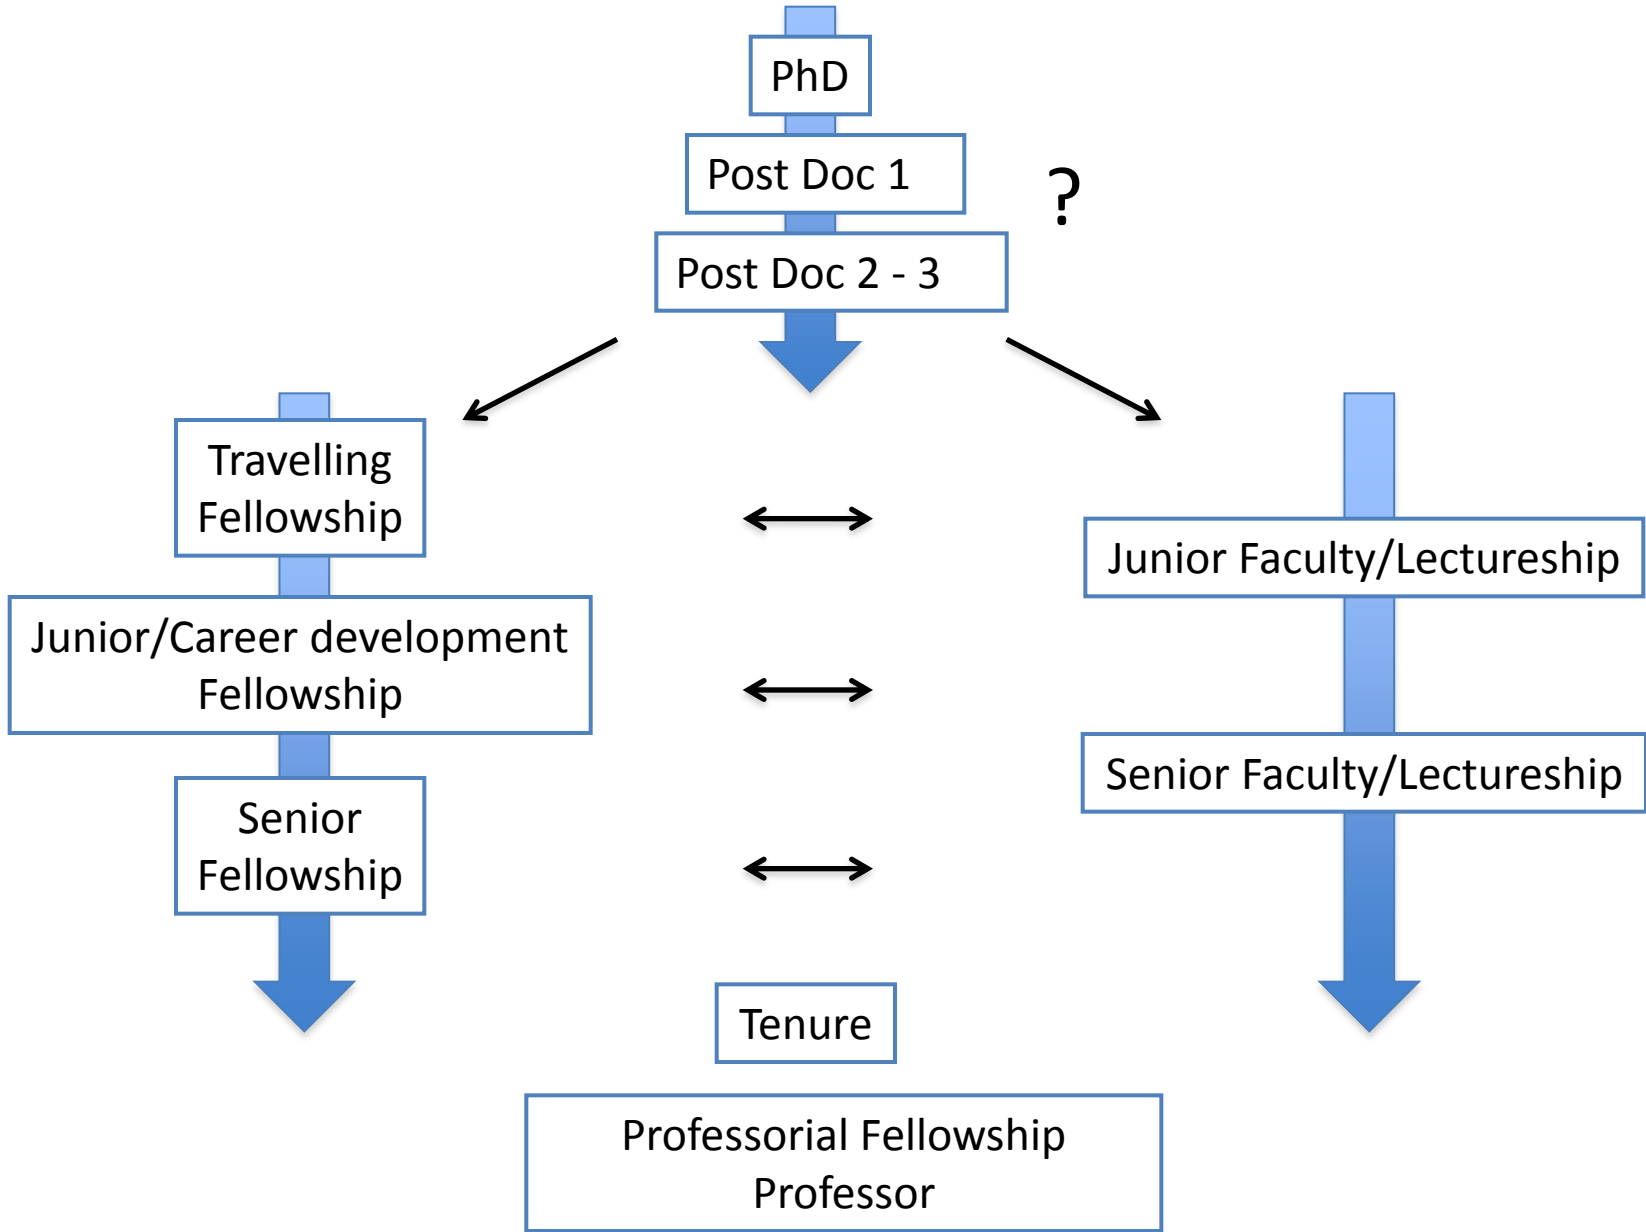 PhD
Post Doc 1
?
Post Doc 2 - 3
Travelling
Fellowship
Junior/Career development
Fellowship
Senior
Fellowship
Junior Faculty/Lectureship
Senior Faculty/Lectureship
Tenure
Professorial Fellowship
Professor